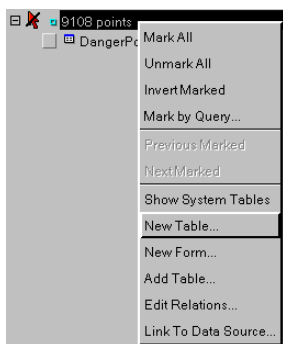 9108 points
DangerPo
Mark All
Unmark All
Invert Marked
Mark by Query...
Previous Marked
Next Marked
Show System Tables
New Table...
New Form...
Add Table...
Edit Relations...
Link To Data Source...